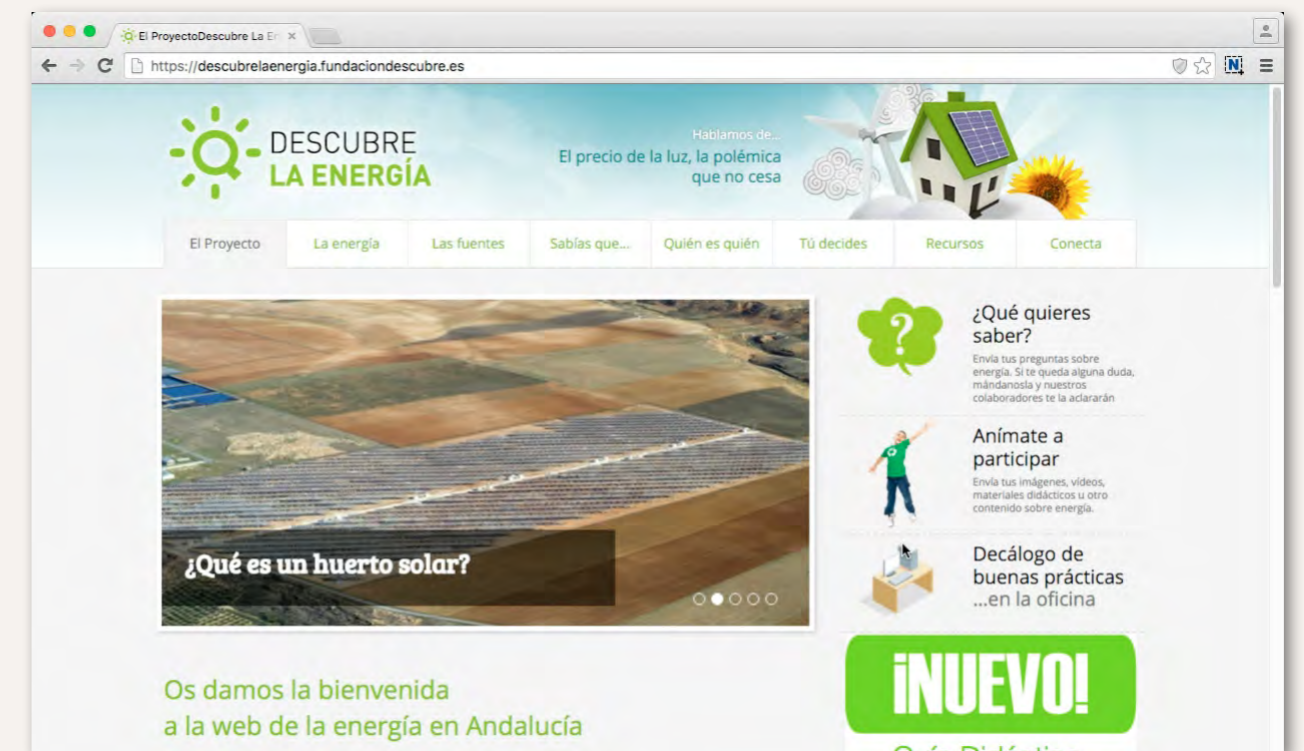 El ProyectoDescubre La En
https://descubrelaenergia.fundaciondescubre.es
DESCUBRE
LA ENERGÍA
Hablamos de...
El precio de la luz, la polémica
que no cesa
El Proyecto
La energía
Las fuentes
Sabías que...
Quién es quién
Tú decides
Recursos
Conecta
¿Qué es un huerto solar?
¿Qué quieres
saber?
Envía tus preguntas sobre
energía. Si te queda alguna duda,
mándanosla y nuestros
colaboradores te la aclararán
Anímate a
participar
Envía tus imágenes, vídeos,
materiales didácticos u otro
contenido sobre energía.
Decálogo de
buenas prácticas
...en la oficina
Os damos la bienvenida
a la web de la energía en Andalucía
¡NUEVO!
Guía Didáctica